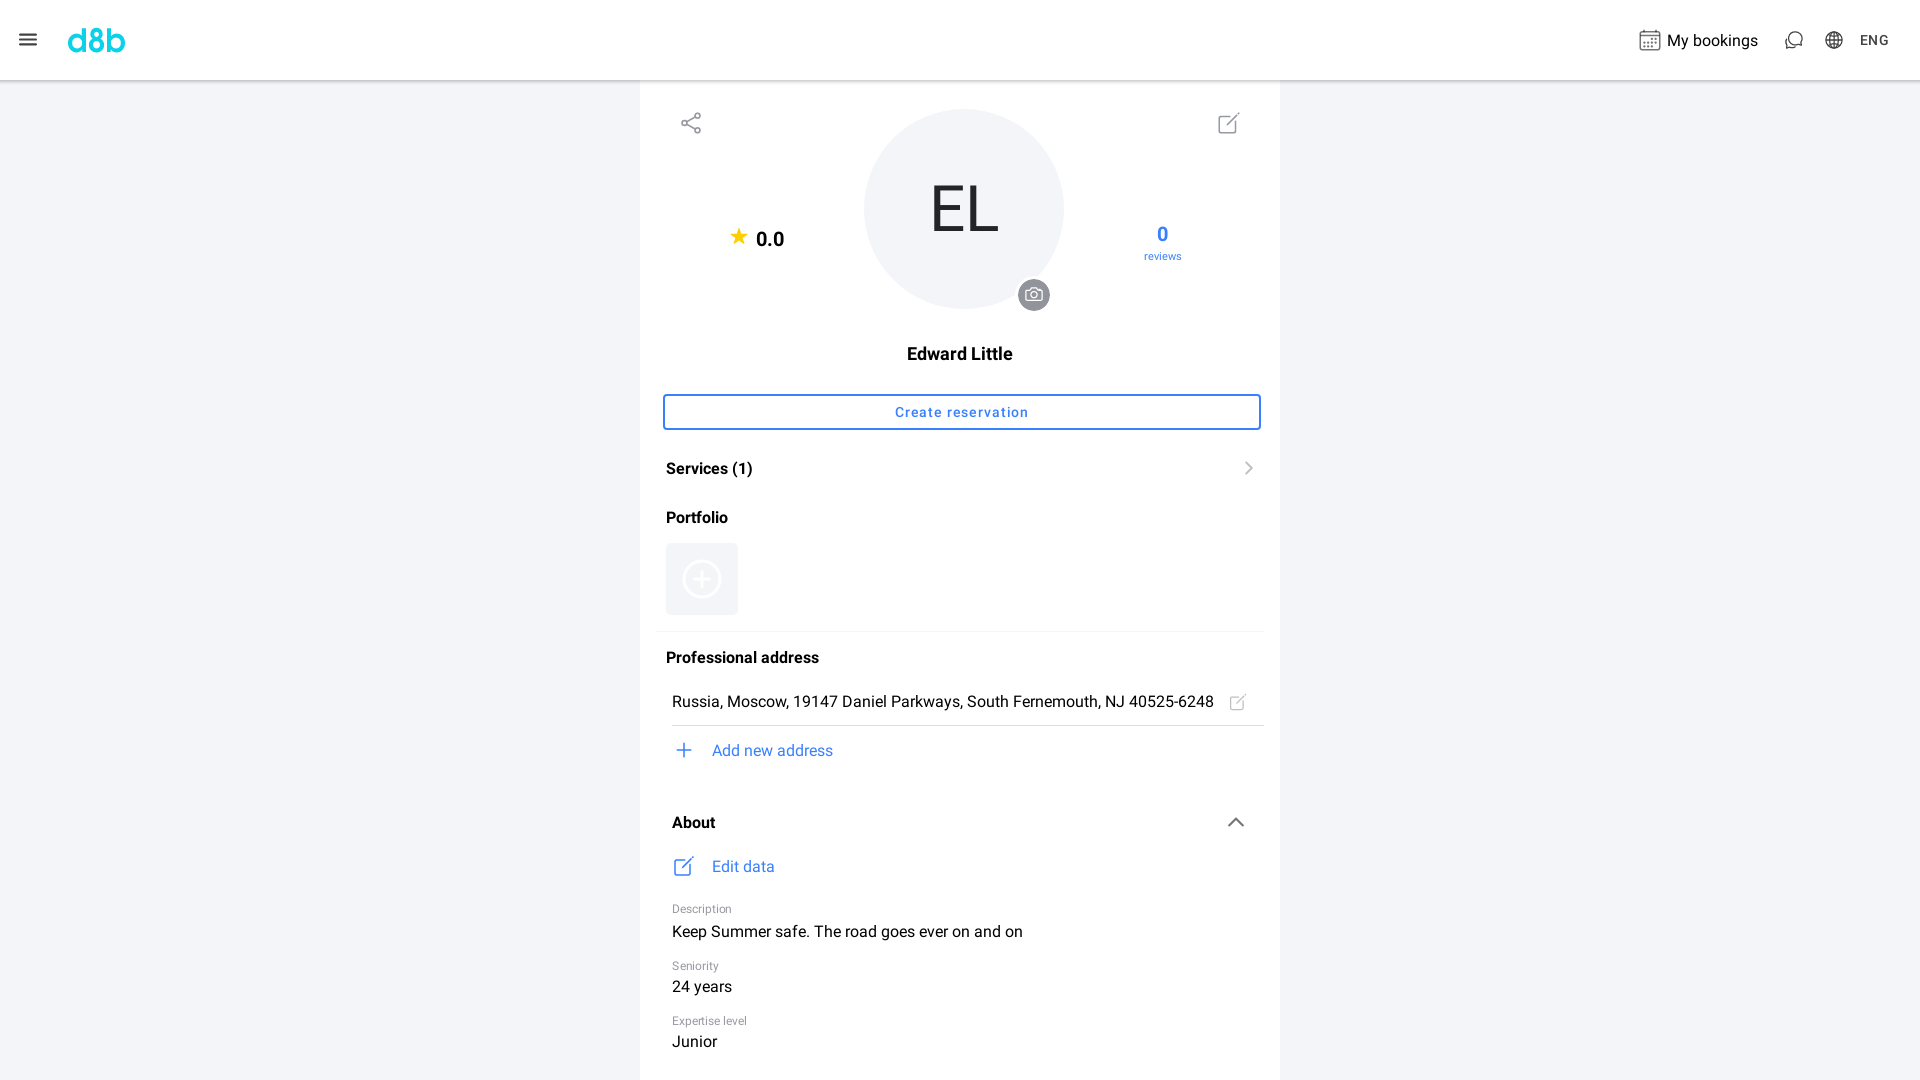 d8b
My bookings
ENG
EL
0.0
0
reviews
Edward Little
Create reservation
Services (1)
Portfolio
Professional address
Russia, Moscow, 19147 Daniel Parkways, South Fernemouth, NJ 40525-6248
Add new address
About
Edit data
Description
Keep Summer safe. The road goes ever on and on
Seniority
24 years
Expertise level
Junior